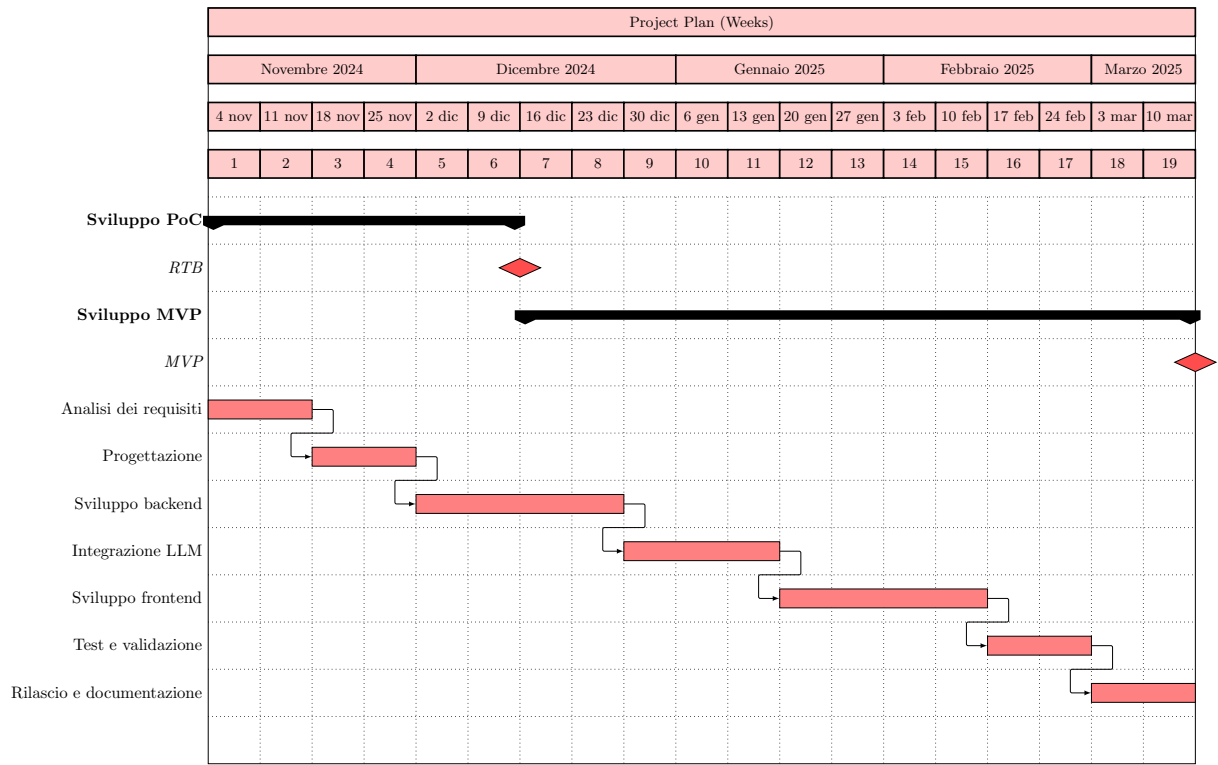 Project Plan (Weeks)
Novembre 2024 Dicembre 2024 Gennaio 2025 Febbraio 2025 Marzo 2025
4 nov 11 nov 18 nov 25 nov 2 dic 9 dic 16 dic 23 dic 30 dic 6 gen 13 gen 20 gen 27 gen 3 feb 10 feb 17 feb 24 feb 3 mar 10 mar
1 2 3 4 5 6 7 8 9 10 11 12 13 14 15 16 17 18 19
Sviluppo PoC
RTB
Sviluppo MVP
MVP
Analisi dei requisiti
Progettazione
Sviluppo backend
Integrazione LLM
Sviluppo frontend
Test e validazione
Rilascio e documentazione